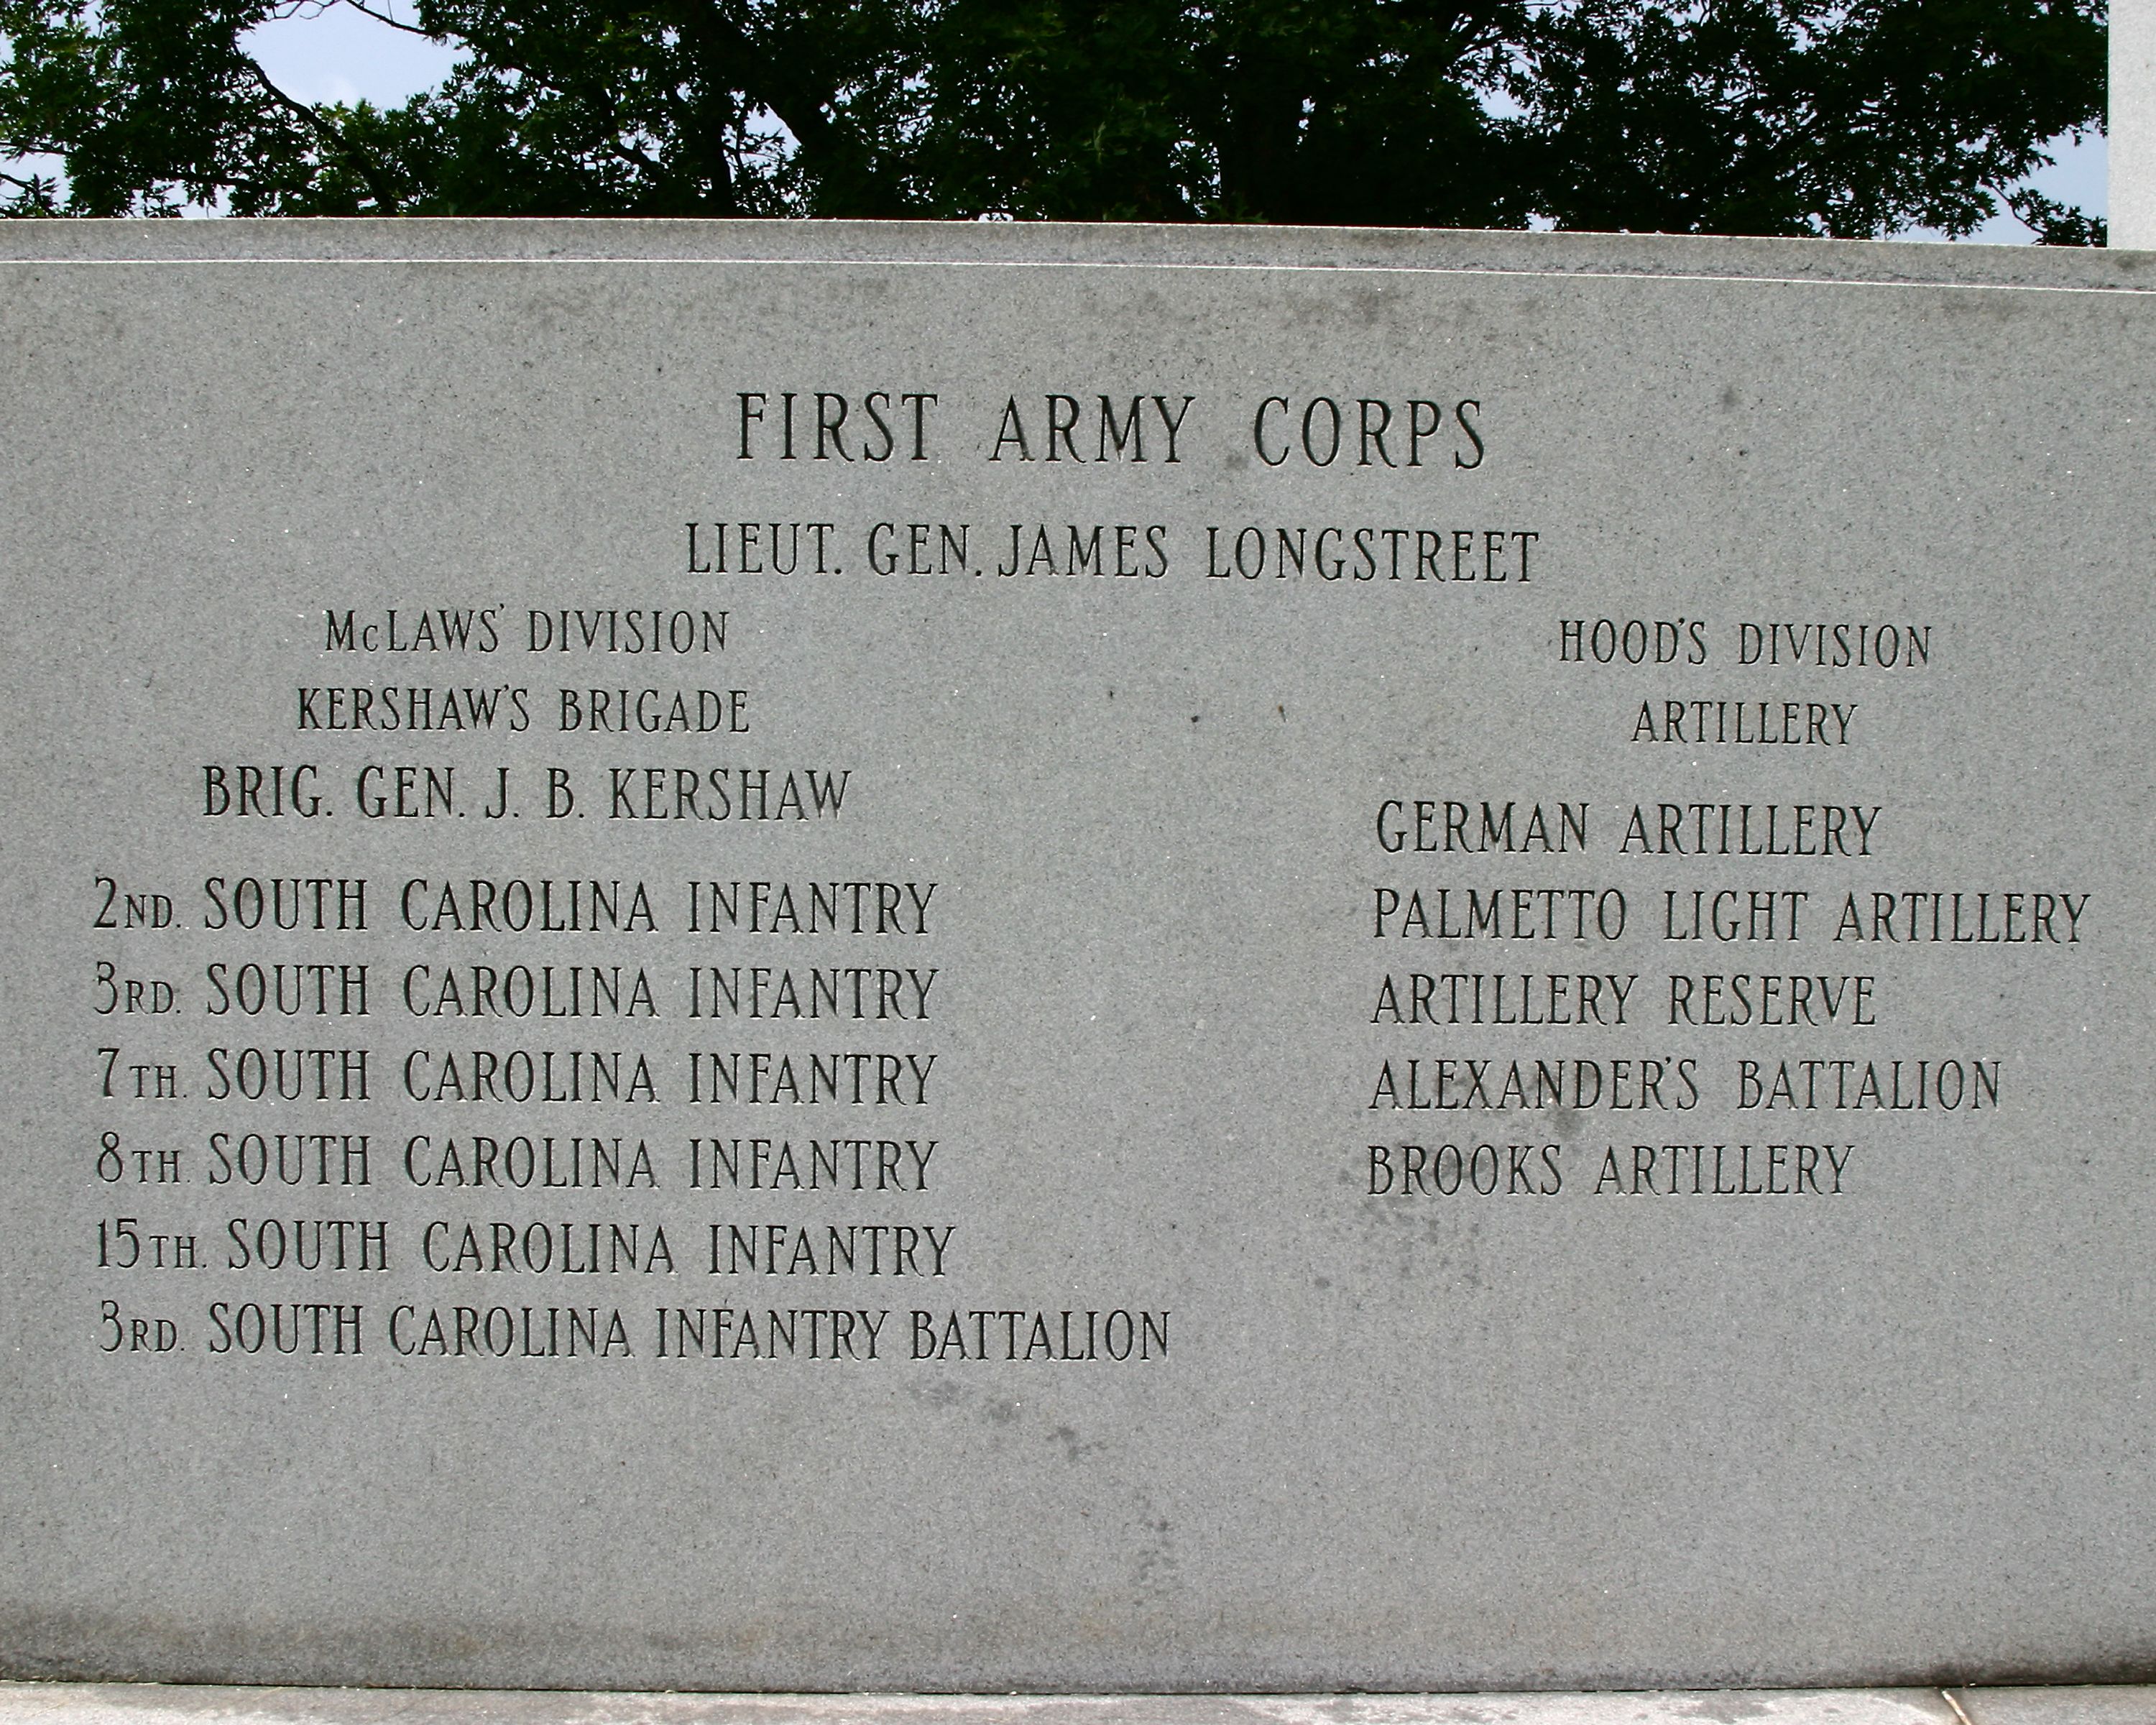 FIRST ARMY CORPS
LIEUT. GEN. JAMES LONGSTREET
McLAWS' DIVISION
KERSHAW'S BRIGADE
BRIG. GEN. J. B. KERSHAW
2ND. SOUTH CAROLINA INFANTRY
3RD. SOUTH CAROLINA INFANTRY
7TH. SOUTH CAROLINA INFANTRY
8TH. SOUTH CAROLINA INFANTRY
15TH. SOUTH CAROLINA INFANTRY
3RD. SOUTH CAROLINA INFANTRY BATTALION
HOOD'S DIVISION
ARTILLERY
GERMAN ARTILLERY
PALMETTO LIGHT ARTILLERY
ARTILLERY RESERVE
ALEXANDER'S BATTALION
BROOKS ARTILLERY